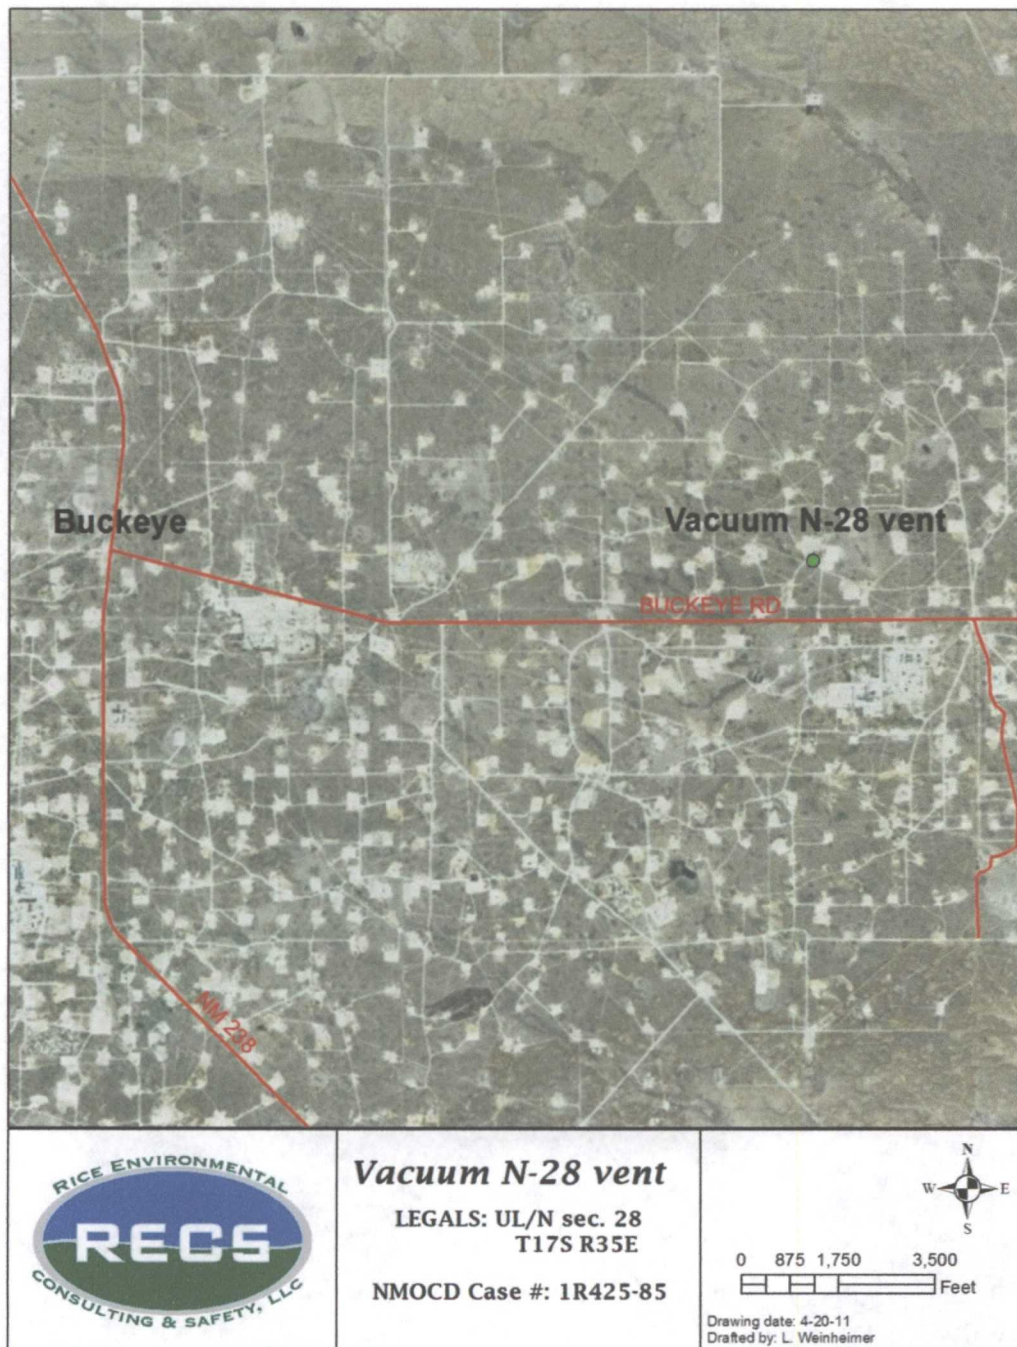 Buckeye
Vacuum N-28 vent
BUCKEYE RD
NM 238
RICE ENVIRONMENTAL
RECS
CONSULTING & SAFETY, LLC
Vacuum N-28 vent
LEGALS: UL/N sec. 28
T17S R35E
NMOCD Case #: 1R425-85
N
W E
S
0 875 1,750 3,500
Feet
Drawing date: 4-20-11
Drafted by: L. Weinheimer